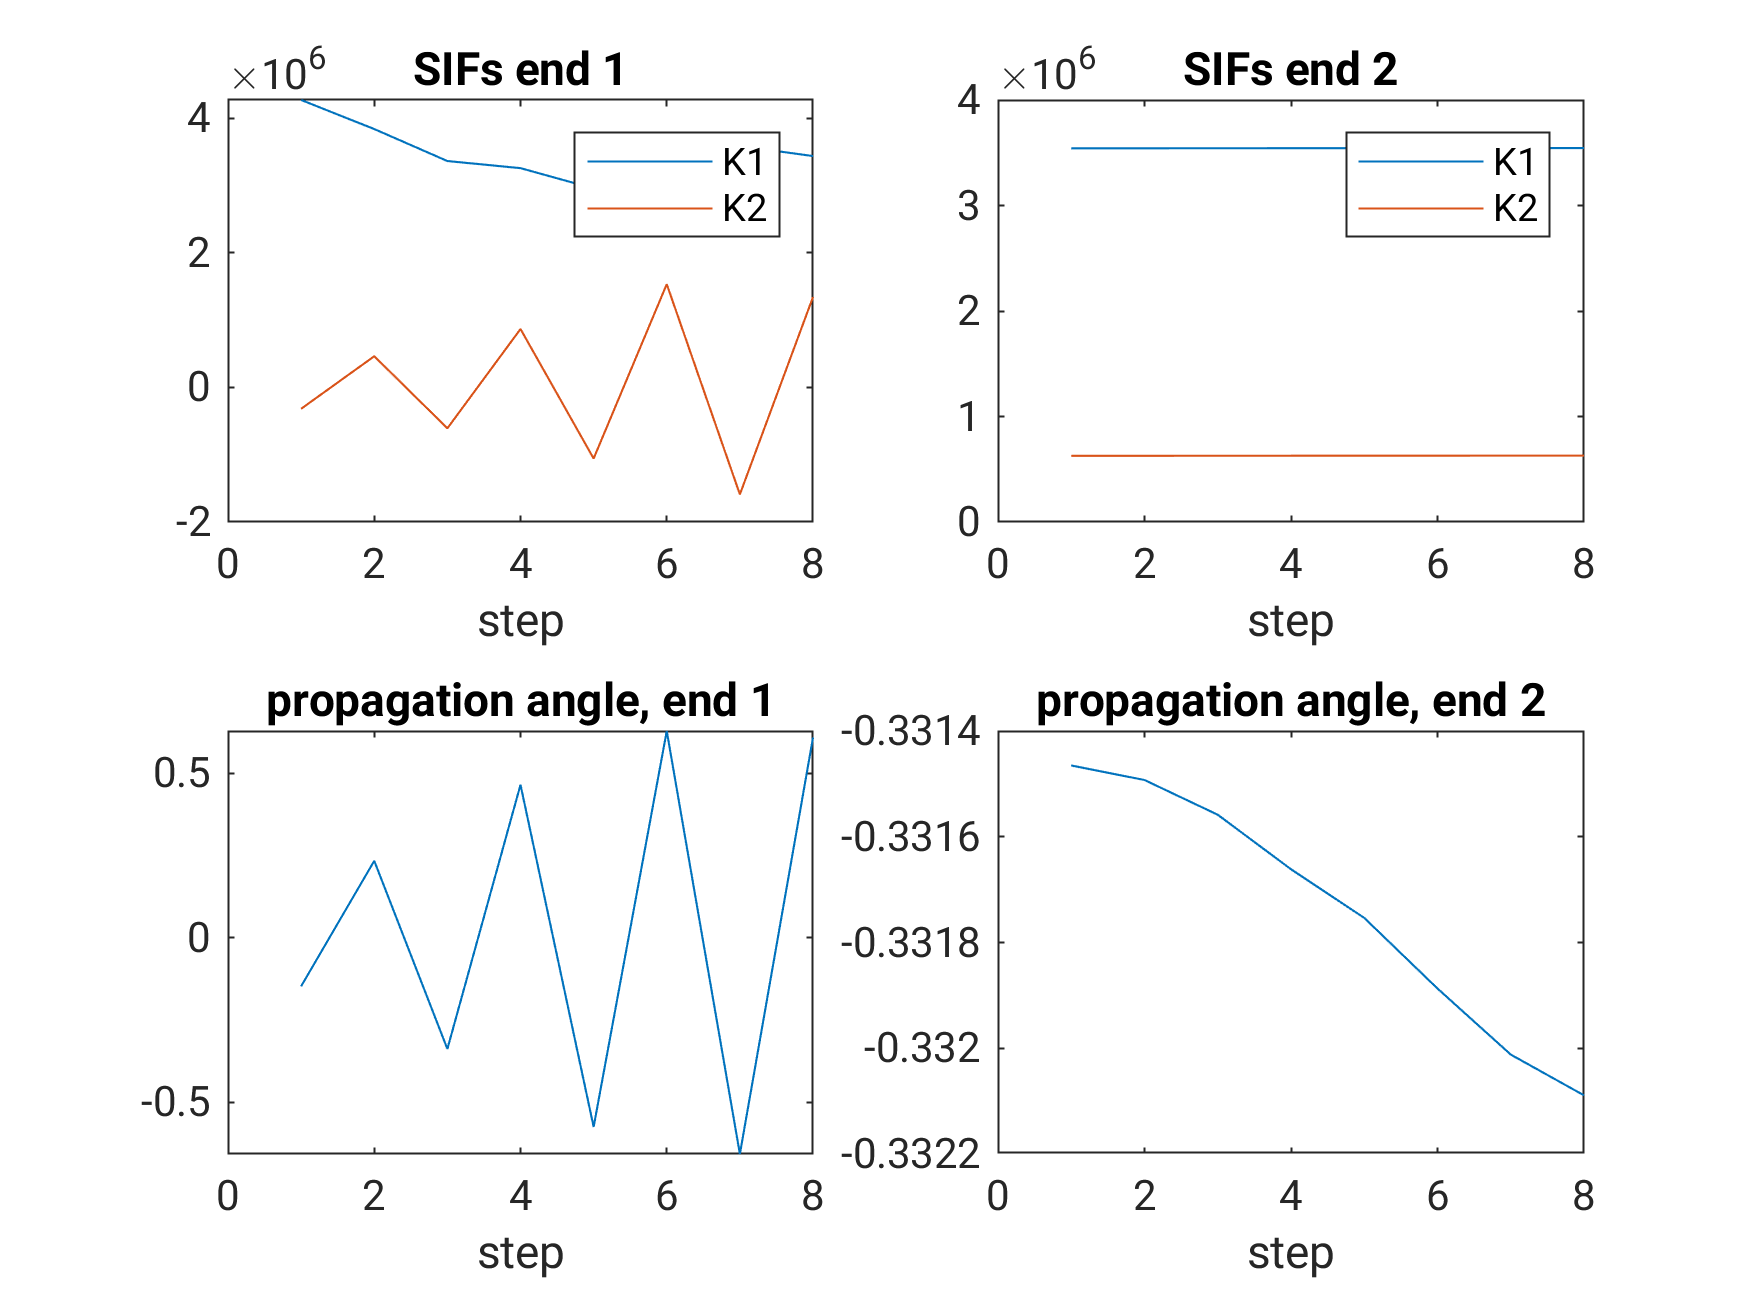 ×10^6
SIFs end 1
4
2
0
-2
K1
K2
0 2 4 6 8
step
×10^6
SIFs end 2
4
3
2
1
0
K1
K2
0 2 4 6 8
step
propagation angle, end 1
0.5
0
-0.5
0 2 4 6 8
step
propagation angle, end 2
-0.3314
-0.3316
-0.3318
-0.332
-0.3322
0 2 4 6 8
step